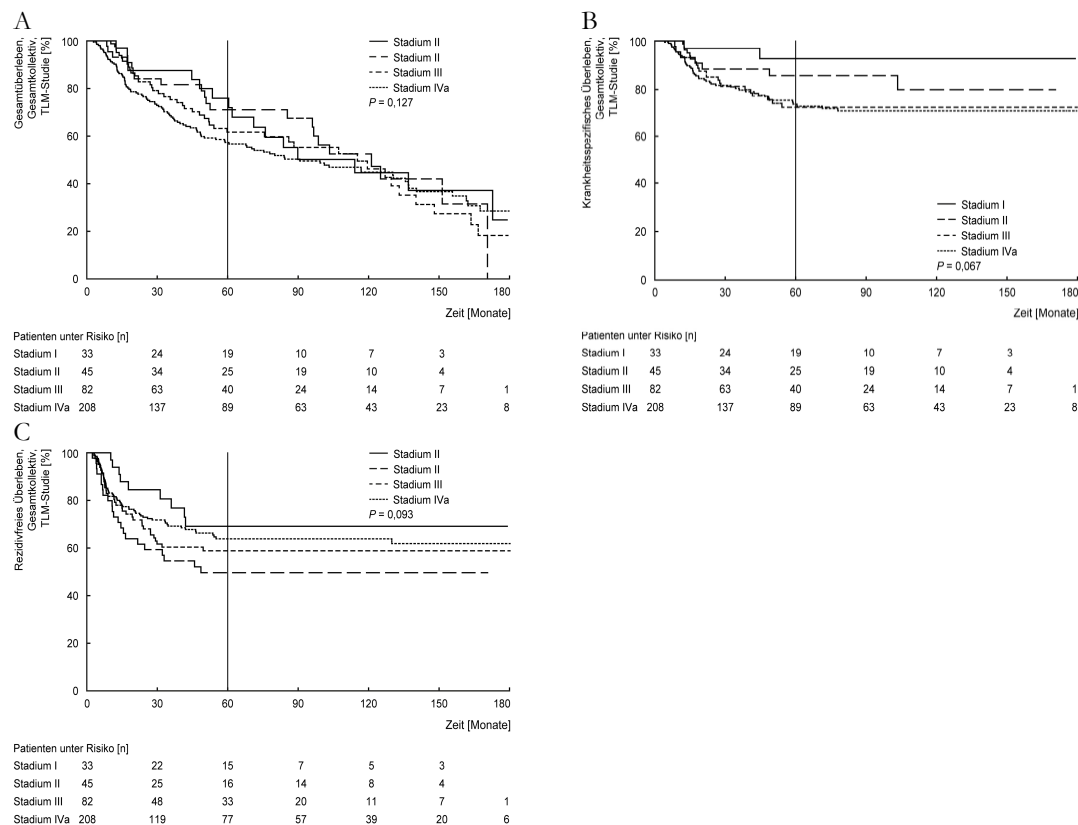 A
Gesamtüberleben,
Gesamtkollektiv,
TLM-Studie [%]
100
80
60
40
20
0
Stadium II
Stadium II
Stadium III
Stadium IVa
P = 0,127
0 30 60 90 120 150 180
Zeit [Monate]
Patienten unter Risiko [n]
Stadium I 33 24 19 10 7 3
Stadium II 45 34 25 19 10 4
Stadium III 82 63 40 24 14 7 1
Stadium IVa 208 137 89 63 43 23 8
B
Krankheitsspezifisches Überleben,
Gesamtkollektiv,
TLM-Studie [%]
100
80
60
40
20
0
Stadium I
Stadium II
Stadium III
Stadium IVa
P = 0,067
0 30 60 90 120 150 180
Zeit [Monate]
Patienten unter Risiko [n]
Stadium I 33 24 19 10 7 3
Stadium II 45 34 25 19 10 4
Stadium III 82 63 40 24 14 7 1
Stadium IVa 208 137 89 63 43 23 8
C
Rezidivfreies Überleben,
Gesamtkollektiv,
TLM-Studie [%]
100
80
60
40
20
0
Stadium II
Stadium II
Stadium III
Stadium IVa
P = 0,093
0 30 60 90 120 150 180
Zeit [Monate]
Patienten unter Risiko [n]
Stadium I 33 22 15 7 5 3
Stadium II 45 25 16 14 8 4
Stadium III 82 48 33 20 11 7 1
Stadium IVa 208 119 77 57 39 20 6